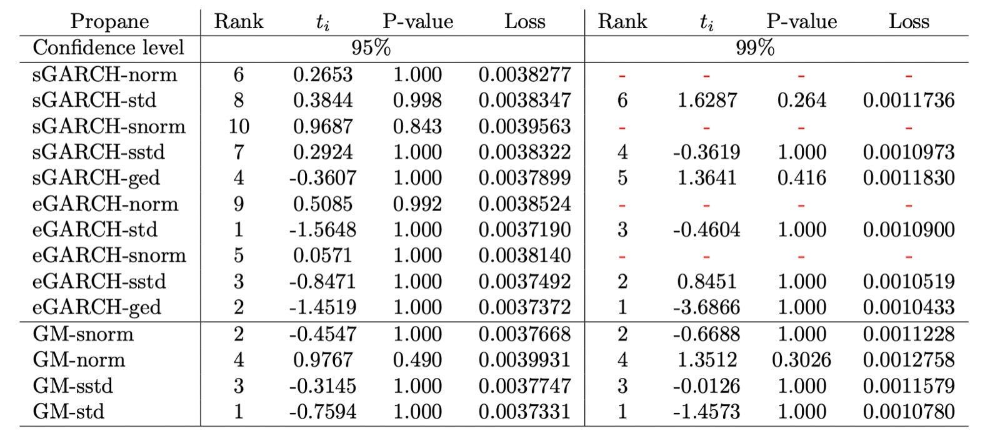 Propane Rank tᵢ P-value Loss Rank tᵢ P-value Loss
Confidence level 95% 99%
sGARCH-norm 6 0.2653 1.000 0.0038277 - - - -
sGARCH-std 8 0.3844 0.998 0.0038347 6 1.6287 0.264 0.0011736
sGARCH-snorm 10 0.9687 0.843 0.0039563 - - - -
sGARCH-sstd 7 0.2924 1.000 0.0038322 4 -0.3619 1.000 0.0010973
sGARCH-ged 4 -0.3607 1.000 0.0037899 5 1.3641 0.416 0.0011830
eGARCH-norm 9 0.5085 0.992 0.0038524 - - - -
eGARCH-std 1 -1.5648 1.000 0.0037190 3 -0.4604 1.000 0.0010900
eGARCH-snorm 5 0.0571 1.000 0.0038140 - - - -
eGARCH-sstd 3 -0.8471 1.000 0.0037492 2 0.8451 1.000 0.0010519
eGARCH-ged 2 -1.4519 1.000 0.0037372 1 -3.6866 1.000 0.0010433
GM-snorm 2 -0.4547 1.000 0.0037668 2 -0.6688 1.000 0.0011228
GM-norm 4 0.9767 0.490 0.0039931 4 1.3512 0.3026 0.0012758
GM-sstd 3 -0.3145 1.000 0.0037747 3 -0.0126 1.000 0.0011579
GM-std 1 -0.7594 1.000 0.0037331 1 -1.4573 1.000 0.0010780